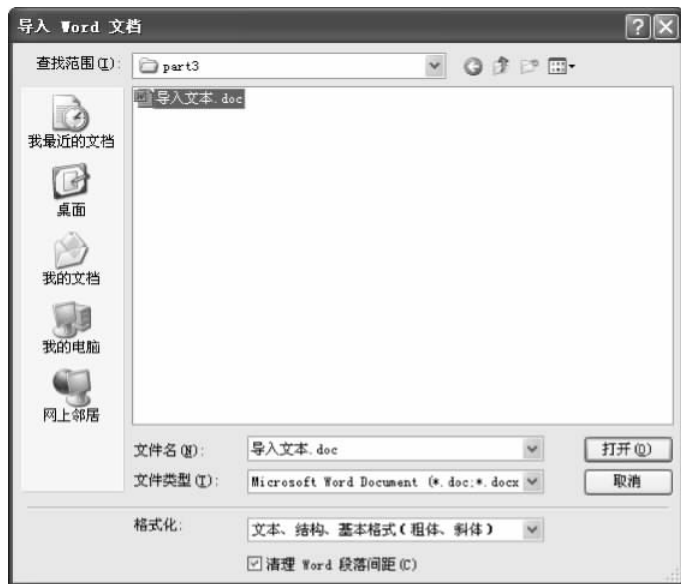 导入 Word 文档
查找范围(I): part3
导入文本.doc
我最近的文档
桌面
我的文档
我的电脑
网上邻居
文件名(N): 导入文本.doc 打开(O)
文件类型(T): Microsoft Word Document (*.doc;*.docx 取消
格式化: 文本、结构、基本格式(粗体、斜体)
清理 Word 段落间距(C)